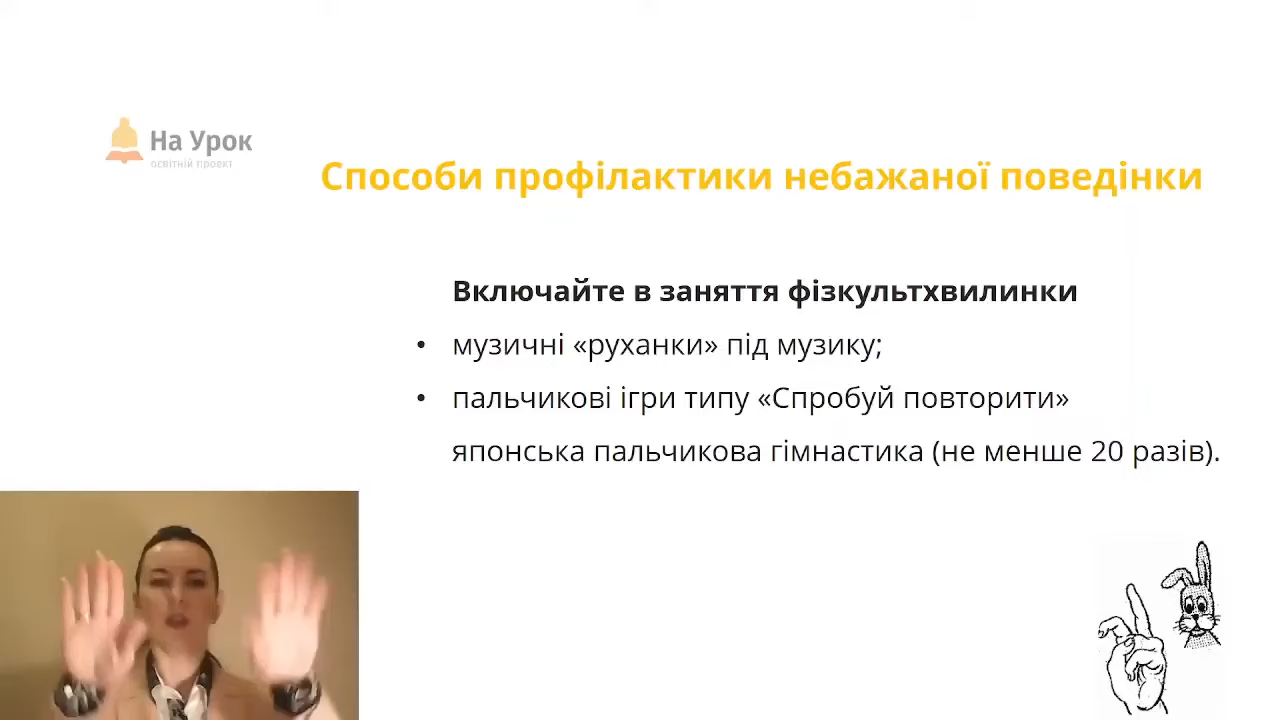 На Урок
освітній проект
Способи профілактики небажаної поведінки
Включайте в заняття фізкультхвилинки
• музичні «руханки» під музику;
• пальчикові ігри типу «Спробуй повторити»
японська пальчикова гімнастика (не менше 20 разів).